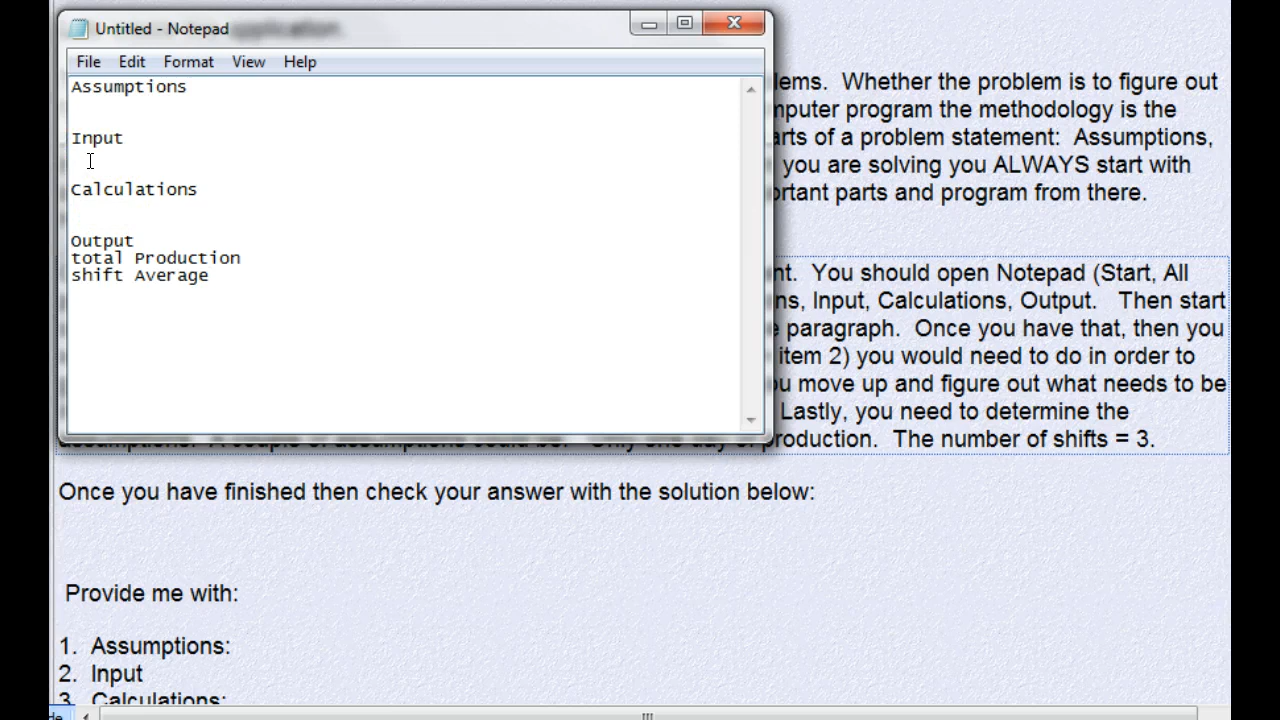 Untitled - Notepad
File Edit Format View Help
Assumptions
Input
Calculations
Output
total Production
shift Average
lems. Whether the problem is to figure out
mputer program the methodology is the
arts of a problem statement: Assumptions,
you are solving you ALWAYS start with
ortant parts and program from there.
nt. You should open Notepad (Start, All
ns, Input, Calculations, Output. Then start
e paragraph. Once you have that, then you
item 2) you would need to do in order to
u move up and figure out what needs to be
Lastly, you need to determine the
production. The number of shifts = 3.
Once you have finished then check your answer with the solution below:
Provide me with:
1. Assumptions:
2. Input
3. Calculations: